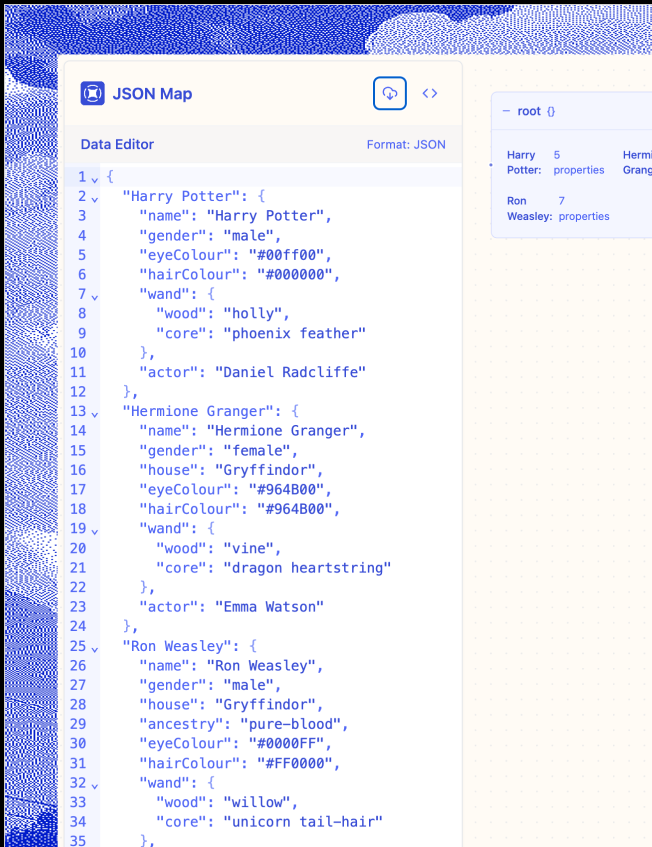 JSON Map
Data Editor
Format: JSON
1 {
2 "Harry Potter": {
3 "name": "Harry Potter",
4 "gender": "male",
5 "eyeColour": "#00ff00",
6 "hairColour": "#000000",
7 "wand": {
8 "wood": "holly",
9 "core": "phoenix feather"
10 },
11 "actor": "Daniel Radcliffe"
12 },
13 "Hermione Granger": {
14 "name": "Hermione Granger",
15 "gender": "female",
16 "house": "Gryffindor",
17 "eyeColour": "#964B00",
18 "hairColour": "#964B00",
19 "wand": {
20 "wood": "vine",
21 "core": "dragon heartstring"
22 },
23 "actor": "Emma Watson"
24 },
25 "Ron Weasley": {
26 "name": "Ron Weasley",
27 "gender": "male",
28 "house": "Gryffindor",
29 "ancestry": "pure-blood",
30 "eyeColour": "#0000FF",
31 "hairColour": "#FF0000",
32 "wand": {
33 "wood": "willow",
34 "core": "unicorn tail-hair"
35 },
− root {}
Harry Potter: 5 properties
Hermi
Grang
Ron Weasley: 7 properties